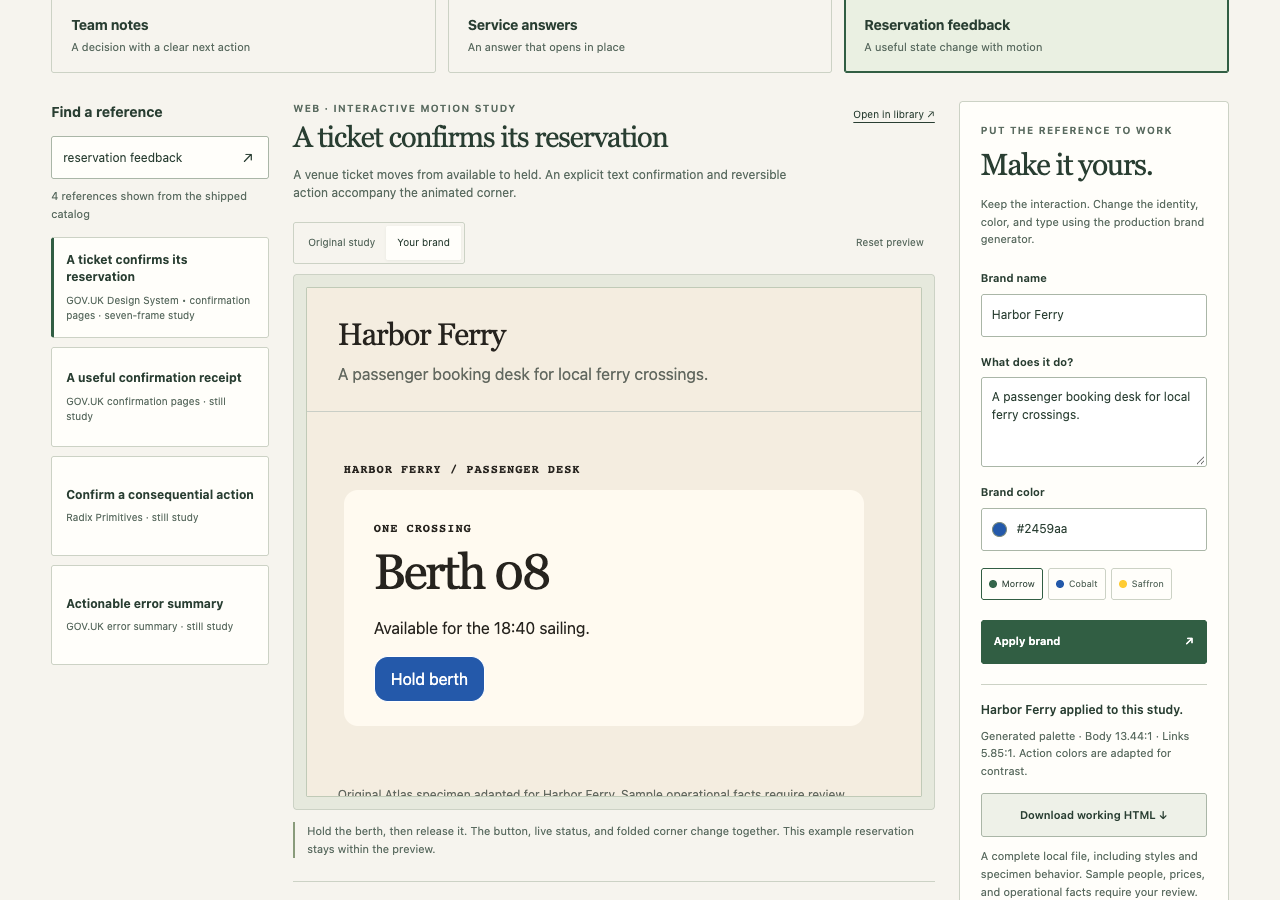 Team notes
A decision with a clear next action
Service answers
An answer that opens in place
Reservation feedback
A useful state change with motion
Find a reference
reservation feedback ↗
4 references shown from the shipped
catalog
A ticket confirms its
reservation
GOV.UK Design System • confirmation
pages · seven-frame study
A useful confirmation receipt
GOV.UK confirmation pages · still
study
Confirm a consequential action
Radix Primitives · still study
Actionable error summary
GOV.UK error summary · still study
WEB · INTERACTIVE MOTION STUDY
A ticket confirms its reservation
Open in library ↗
A venue ticket moves from available to held. An explicit text confirmation and reversible
action accompany the animated corner.
Original study
Your brand
Reset preview
Harbor Ferry
A passenger booking desk for local ferry crossings.
HARBOR FERRY / PASSENGER DESK
ONE CROSSING
Berth 08
Available for the 18:40 sailing.
Hold berth
Original Atlas specimen adapted for Harbor Ferry. Sample operational facts require review.
Hold the berth, then release it. The button, live status, and folded corner change together. This example reservation
stays within the preview.
PUT THE REFERENCE TO WORK
Make it yours.
Keep the interaction. Change the identity,
color, and type using the production brand
generator.
Brand name
Harbor Ferry
What does it do?
A passenger booking desk for local
ferry crossings.
Brand color
#2459aa
Morrow
Cobalt
Saffron
Apply brand ↗
Harbor Ferry applied to this study.
Generated palette · Body 13.44:1 · Links
5.85:1. Action colors are adapted for
contrast.
Download working HTML ↓
A complete local file, including styles and
specimen behavior. Sample people, prices,
and operational facts require your review.